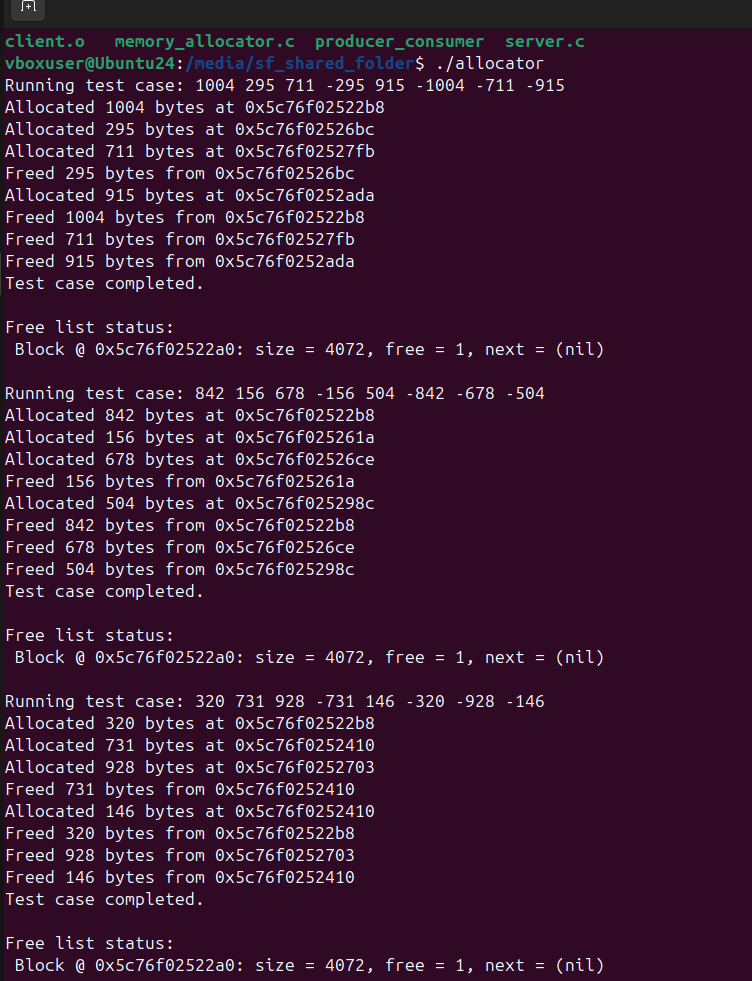 client.o memory_allocator.c producer_consumer server.c
vboxuser@Ubuntu24:/media/sf_shared_folder$ ./allocator
Running test case: 1004 295 711 -295 915 -1004 -711 -915
Allocated 1004 bytes at 0x5c76f02522b8
Allocated 295 bytes at 0x5c76f02526bc
Allocated 711 bytes at 0x5c76f02527fb
Freed 295 bytes from 0x5c76f02526bc
Allocated 915 bytes at 0x5c76f0252ada
Freed 1004 bytes from 0x5c76f02522b8
Freed 711 bytes from 0x5c76f02527fb
Freed 915 bytes from 0x5c76f0252ada
Test case completed.

Free list status:
 Block @ 0x5c76f02522a0: size = 4072, free = 1, next = (nil)

Running test case: 842 156 678 -156 504 -842 -678 -504
Allocated 842 bytes at 0x5c76f02522b8
Allocated 156 bytes at 0x5c76f025261a
Allocated 678 bytes at 0x5c76f02526ce
Freed 156 bytes from 0x5c76f025261a
Allocated 504 bytes at 0x5c76f025298c
Freed 842 bytes from 0x5c76f02522b8
Freed 678 bytes from 0x5c76f02526ce
Freed 504 bytes from 0x5c76f025298c
Test case completed.

Free list status:
 Block @ 0x5c76f02522a0: size = 4072, free = 1, next = (nil)

Running test case: 320 731 928 -731 146 -320 -928 -146
Allocated 320 bytes at 0x5c76f02522b8
Allocated 731 bytes at 0x5c76f0252410
Allocated 928 bytes at 0x5c76f0252703
Freed 731 bytes from 0x5c76f0252410
Allocated 146 bytes at 0x5c76f0252410
Freed 320 bytes from 0x5c76f02522b8
Freed 928 bytes from 0x5c76f0252703
Freed 146 bytes from 0x5c76f0252410
Test case completed.

Free list status:
 Block @ 0x5c76f02522a0: size = 4072, free = 1, next = (nil)